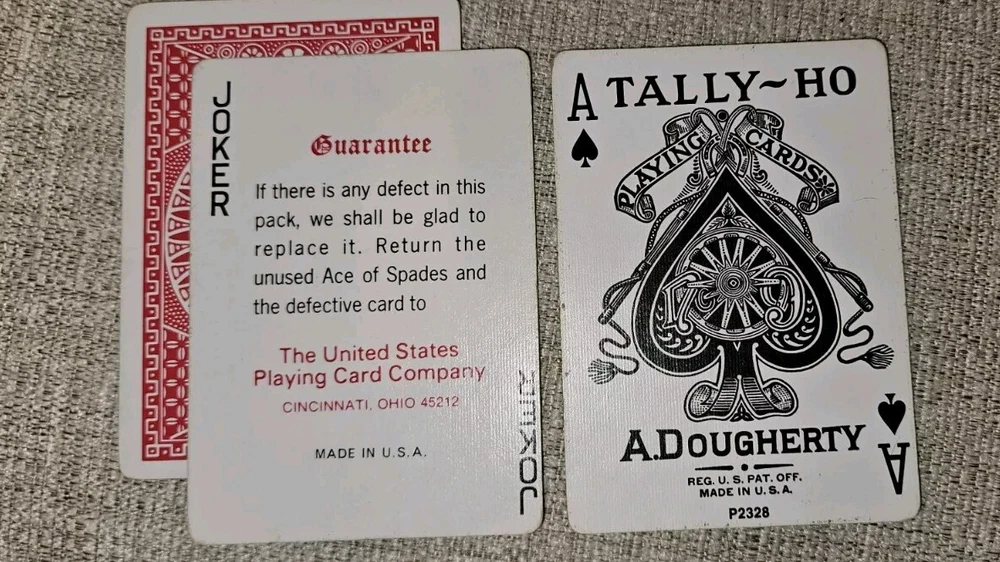 JOKER
Guarantee
If there is any defect in this
pack, we shall be glad to
replace it. Return the
unused Ace of Spades and
the defective card to
The United States
Playing Card Company
CINCINNATI, OHIO 45212
MADE IN U.S.A.
JOKER
A TALLY~HO
PLAYING CARDS
A.DOUGHERTY
REG. U.S. PAT. OFF.
MADE IN U.S.A.
P2328
A